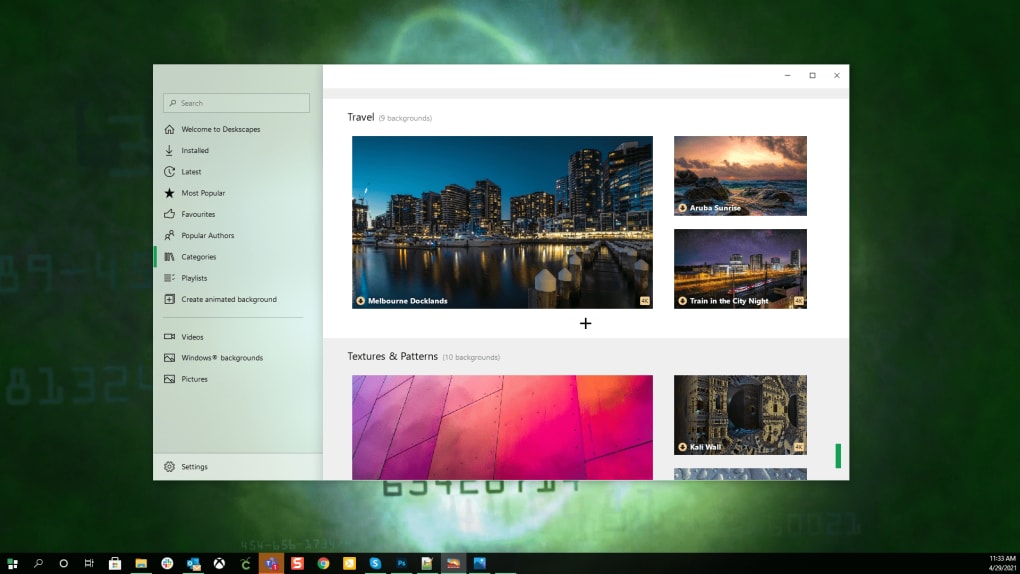 Search
Welcome to Deskscapes
Installed
Latest
Most Popular
Favourites
Popular Authors
Categories
Playlists
Create animated background
Videos
Windows® backgrounds
Pictures
Settings
Travel (9 backgrounds)
Melbourne Docklands
4K
Aruba Sunrise
Train in the City Night
4K
Textures & Patterns (10 backgrounds)
Kali Wall
4K
11:33 AM
4/29/2021